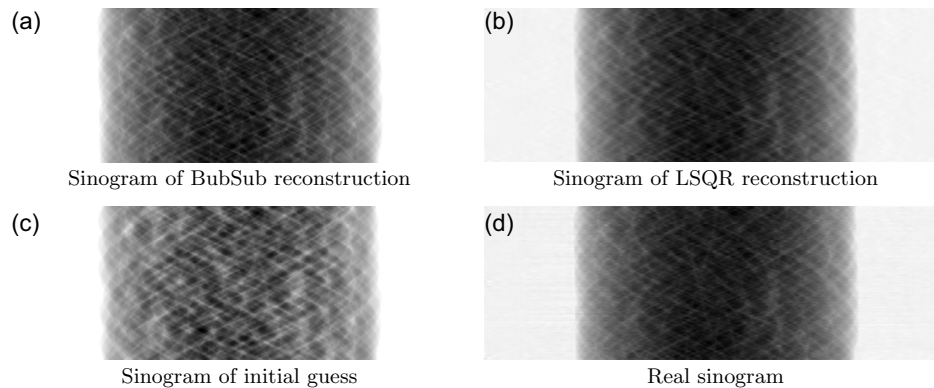 (a)
(b)
Sinogram of BubSub reconstruction
Sinogram of LSQR reconstruction
(c)
(d)
Sinogram of initial guess
Real sinogram